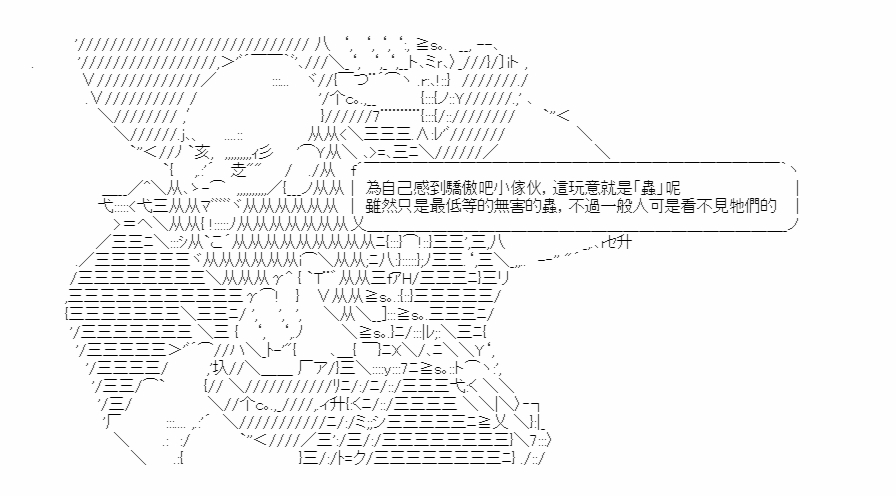 為自己感到驕傲吧小傢伙，這玩意就是「蟲」呢
雖然只是最低等的無害的蟲，不過一般人可是看不見牠們的